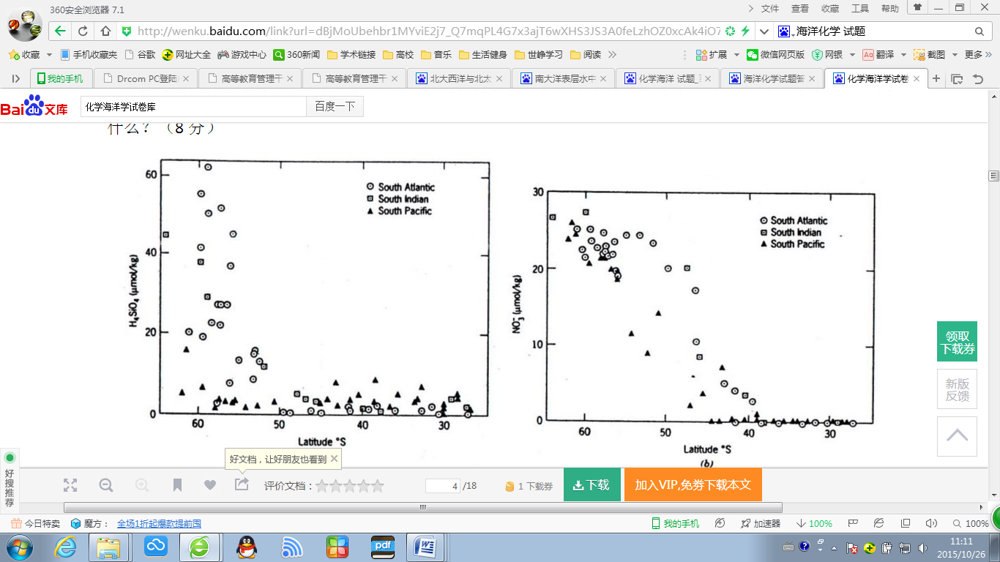 360安全浏览器 7.1
文件 查看 收藏 工具 帮助
http://wenku.baidu.com/link?url=dBjMoUbehbr1MYviE2j7_Q7mqPL4G7x3ajT6wXHS3JS3A0feLzhOZ0xcAk4iO7
海洋化学 试题
收藏 手机收藏夹 谷歌 网址大全 游戏中心 360新闻 学术链接 高校 音乐 生活健身 世峥学习 阅读 扩展 微信网页版 网银 翻译 截图 更多
我的手机 Drcom PC登陆 高等教育管理干 高等教育管理干 北大西洋与北太 南大洋表层水中 化学海洋 试题_ 海洋化学试题答 化学海洋学试卷
Bai du 文库 化学海洋学试卷库 百度一下
什么？（8 分）
60
40
20
0
H₄SiO₄ (μmol/kg)
South Atlantic
South Indian
South Pacific
60 50 40 30
Latitude °S
30
20
10
0
NO₃⁻ (μmol/kg)
South Atlantic
South Indian
South Pacific
60 50 40 30
Latitude °S
(b)
领取
下载券
新版
反馈
好文档，让好朋友也看到
好搜推荐
评价文档：
4 /18
1 下载券
下载
加入VIP,免券下载本文
今日特卖 魔方： 全场1折起爆款提前围 我的手机 加速器 100% 100%
pdf
11:11
2015/10/26